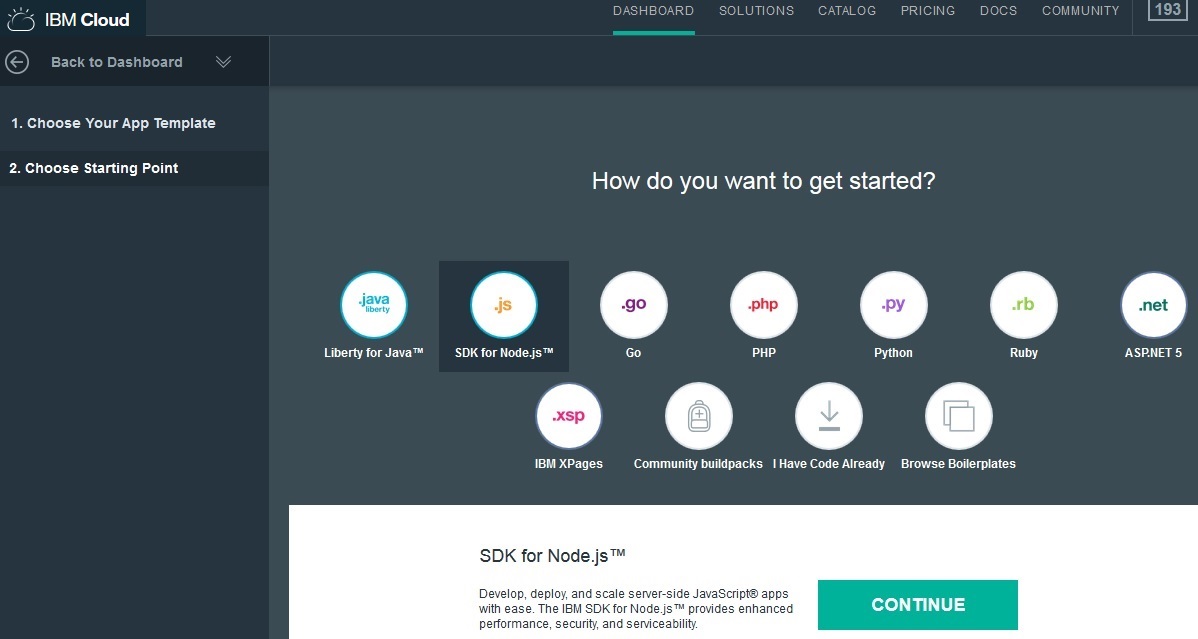 IBM Cloud
DASHBOARD SOLUTIONS CATALOG PRICING DOCS COMMUNITY 193
Back to Dashboard
1. Choose Your App Template
2. Choose Starting Point
How do you want to get started?
.java liberty
.js
.go
.php
.py
.rb
.net
Liberty for Java™ SDK for Node.js™ Go PHP Python Ruby ASP.NET 5
.xsp
IBM XPages Community buildpacks I Have Code Already Browse Boilerplates
SDK for Node.js™
Develop, deploy, and scale server-side JavaScript® apps
with ease. The IBM SDK for Node.js™ provides enhanced
performance, security, and serviceability.
CONTINUE